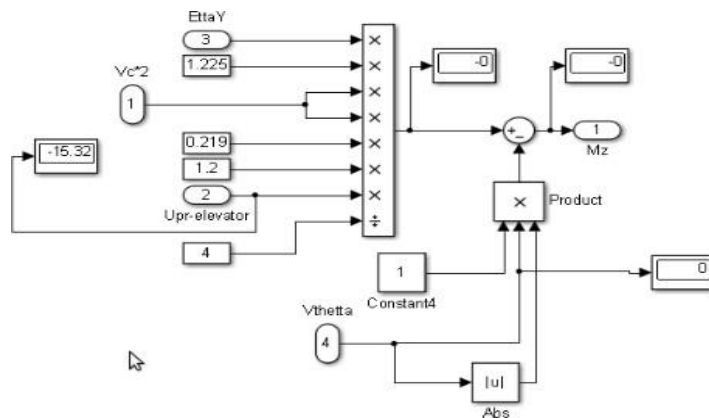 EttaY
3
1.225
Vc*2
1
-0
-0
-15.32
0.219
1.2
2
Upr-elevator
4
×
×
×
×
×
×
×
÷
+
-
1
Mz
×
Product
1
Constant4
0
Vthetta
4
|u|
Abs